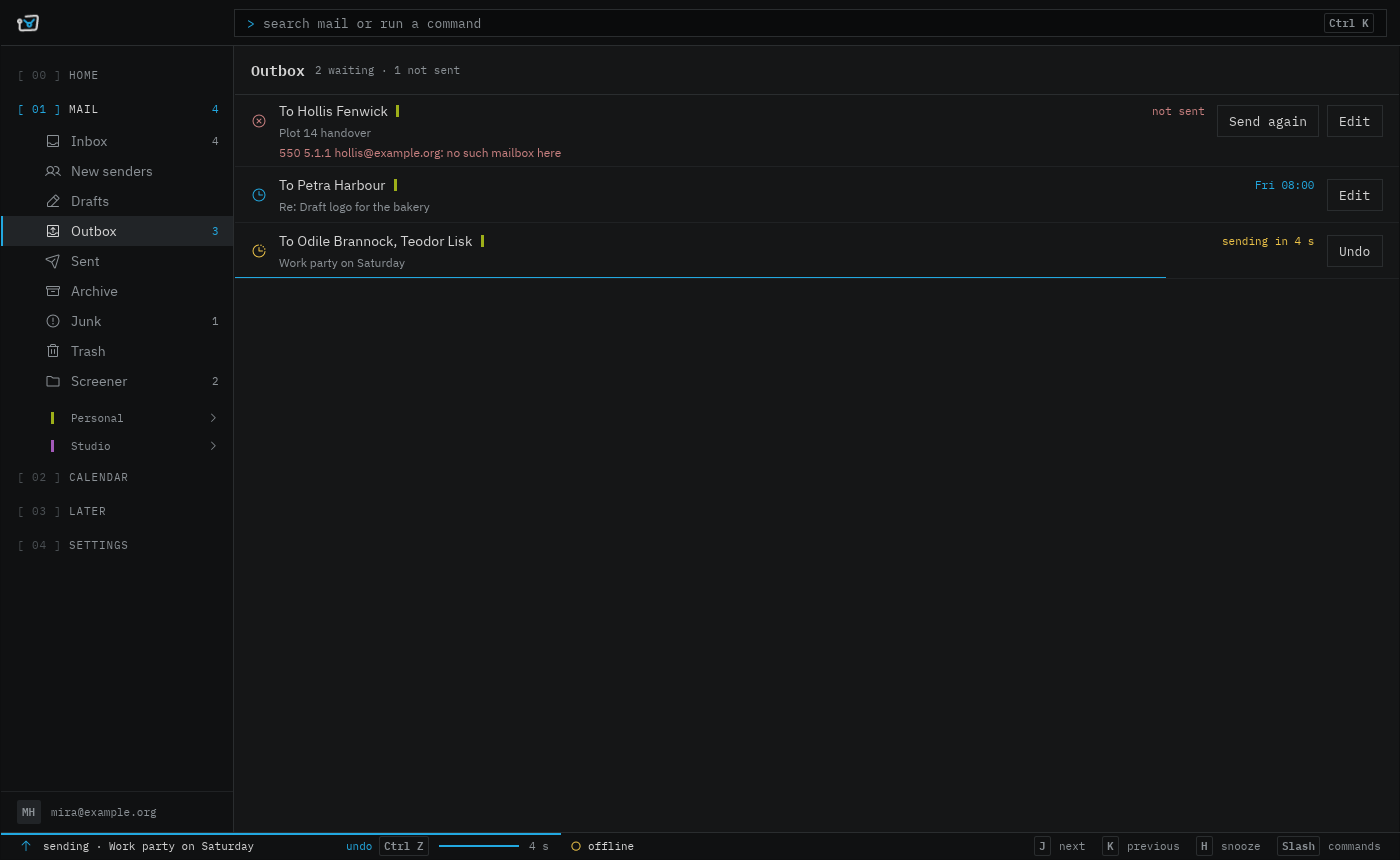 > search mail or run a command Ctrl K
[ 00 ] HOME
[ 01 ] MAIL 4
Inbox 4
New senders
Drafts
Outbox 3
Sent
Archive
Junk 1
Trash
Screener 2
Personal
Studio
[ 02 ] CALENDAR
[ 03 ] LATER
[ 04 ] SETTINGS
MH mira@example.org
Outbox 2 waiting · 1 not sent
To Hollis Fenwick not sent Send again Edit
Plot 14 handover
550 5.1.1 hollis@example.org: no such mailbox here
To Petra Harbour Fri 08:00 Edit
Re: Draft logo for the bakery
To Odile Brannock, Teodor Lisk sending in 4 s Undo
Work party on Saturday
sending · Work party on Saturday undo Ctrl Z 4 s offline J next K previous H snooze Slash commands